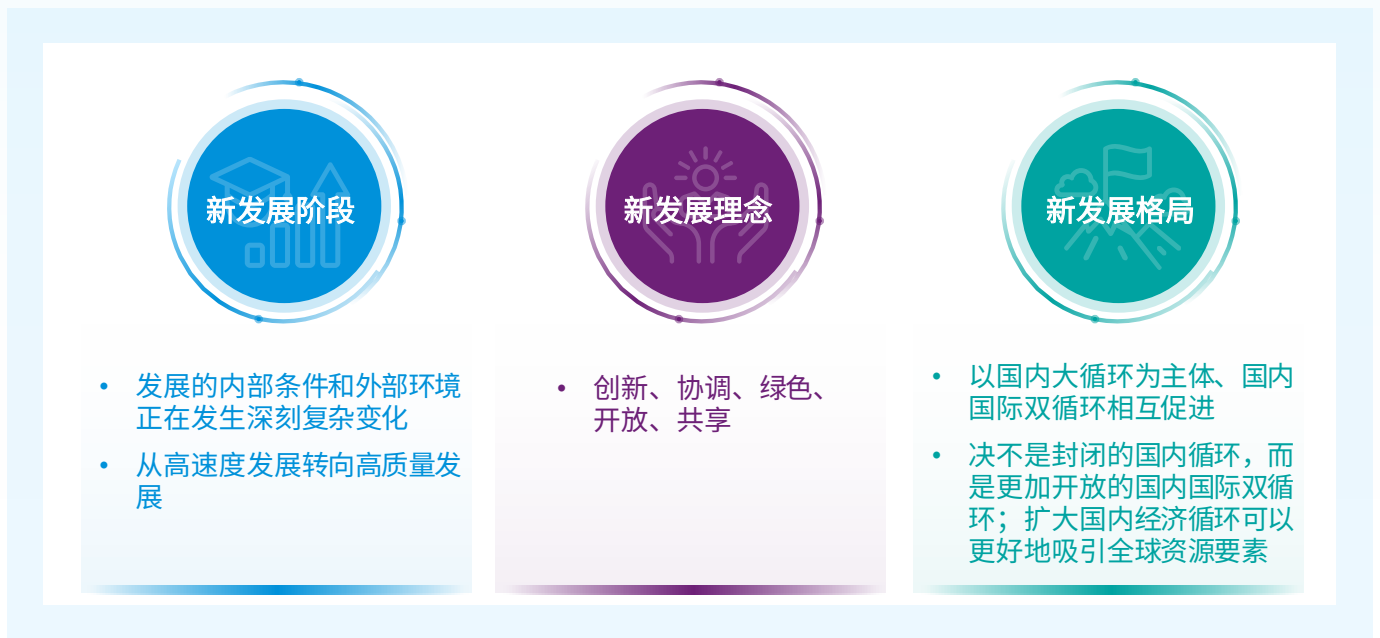 新发展阶段
• 发展的内部条件和外部环境
正在发生深刻复杂变化
• 从高速度发展转向高质量发
展
新发展理念
• 创新、协调、绿色、
开放、共享
新发展格局
• 以国内大循环为主体、国内
国际双循环相互促进
• 决不是封闭的国内循环，而
是更加开放的国内国际双循
环；扩大国内经济循环可以
更好地吸引全球资源要素